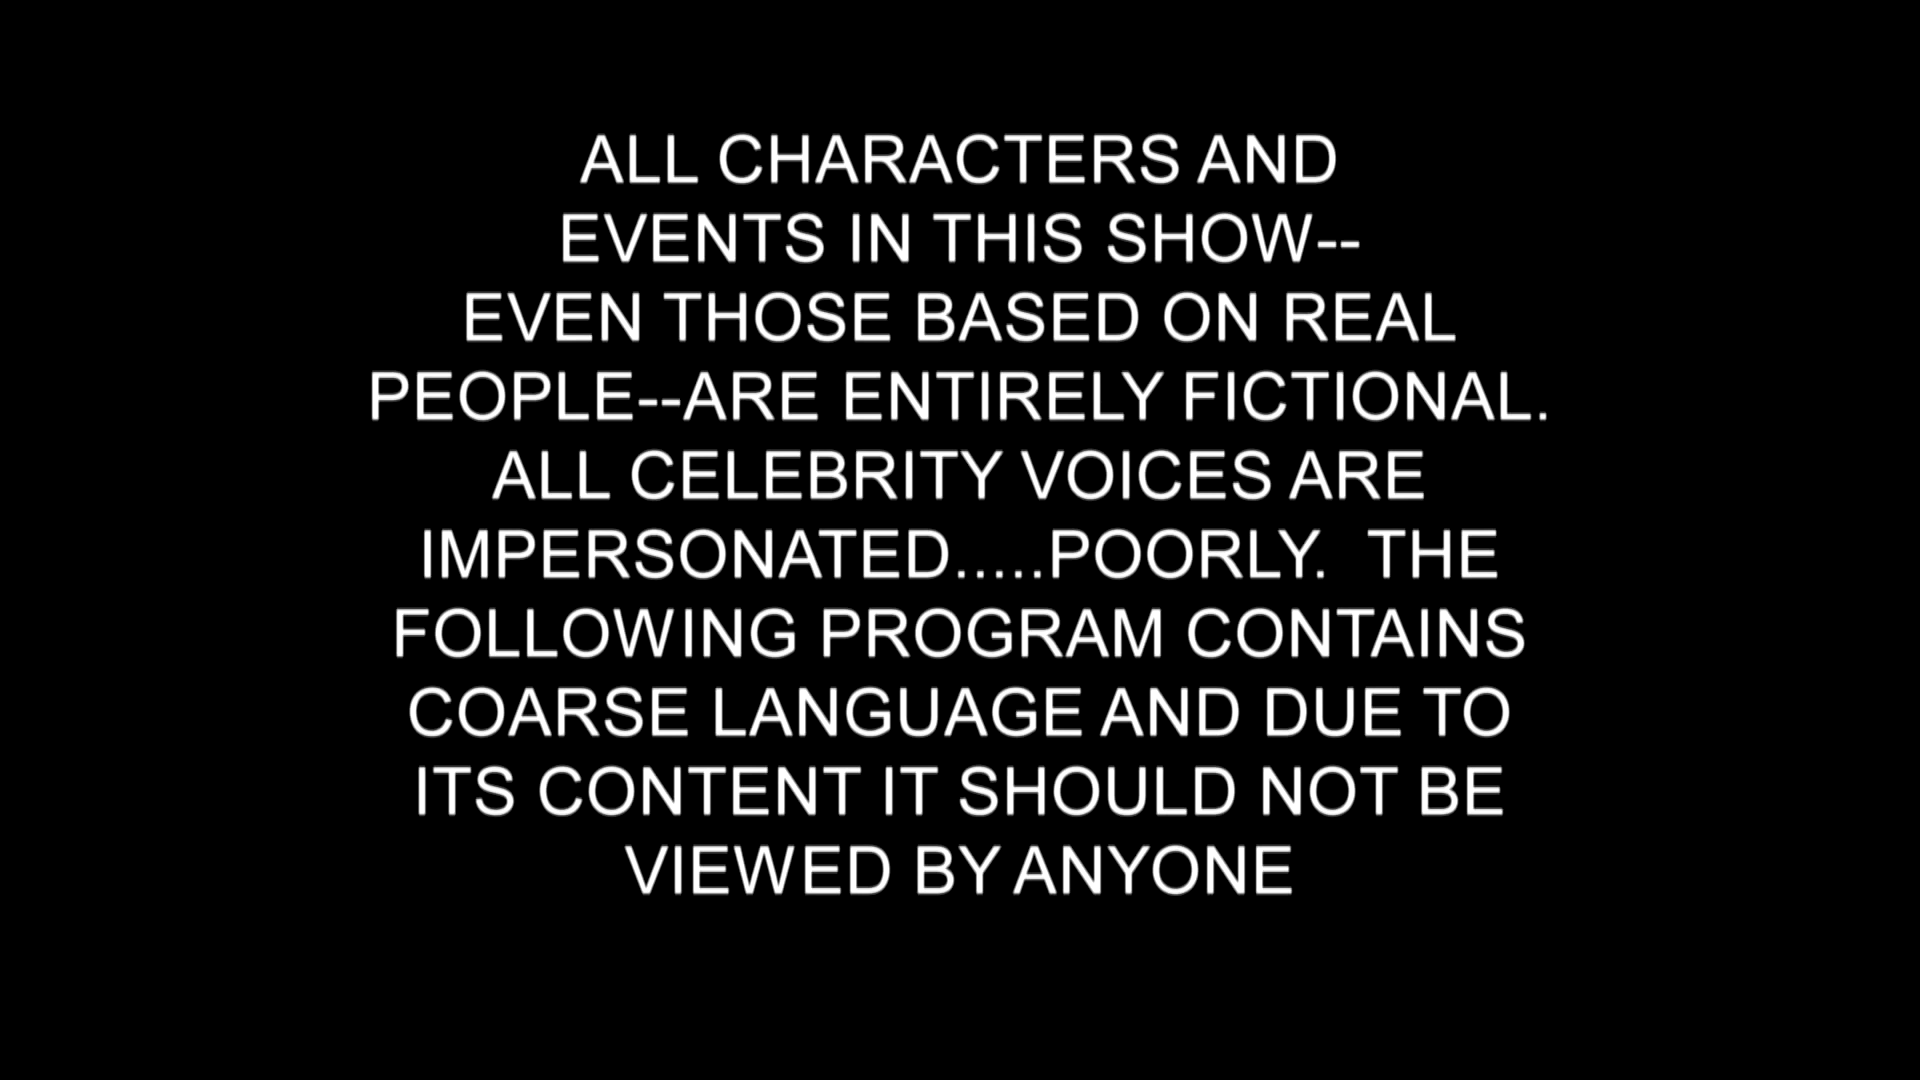 ALL CHARACTERS AND
EVENTS IN THIS SHOW--
EVEN THOSE BASED ON REAL
PEOPLE--ARE ENTIRELY FICTIONAL.
ALL CELEBRITY VOICES ARE
IMPERSONATED.....POORLY.  THE
FOLLOWING PROGRAM CONTAINS
COARSE LANGUAGE AND DUE TO
ITS CONTENT IT SHOULD NOT BE
VIEWED BY ANYONE